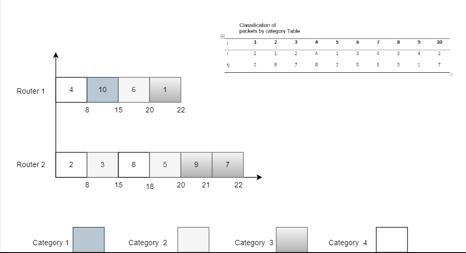 Classification of
packets by category Table
j 1 2 3 4 5 6 7 8 9 10
Router 1 4 10 6 1
8 15 20 22
Router 2 2 3 8 5 9 7
8 15 18 20 21 22
Category 1 Category 2 Category 3 Category 4